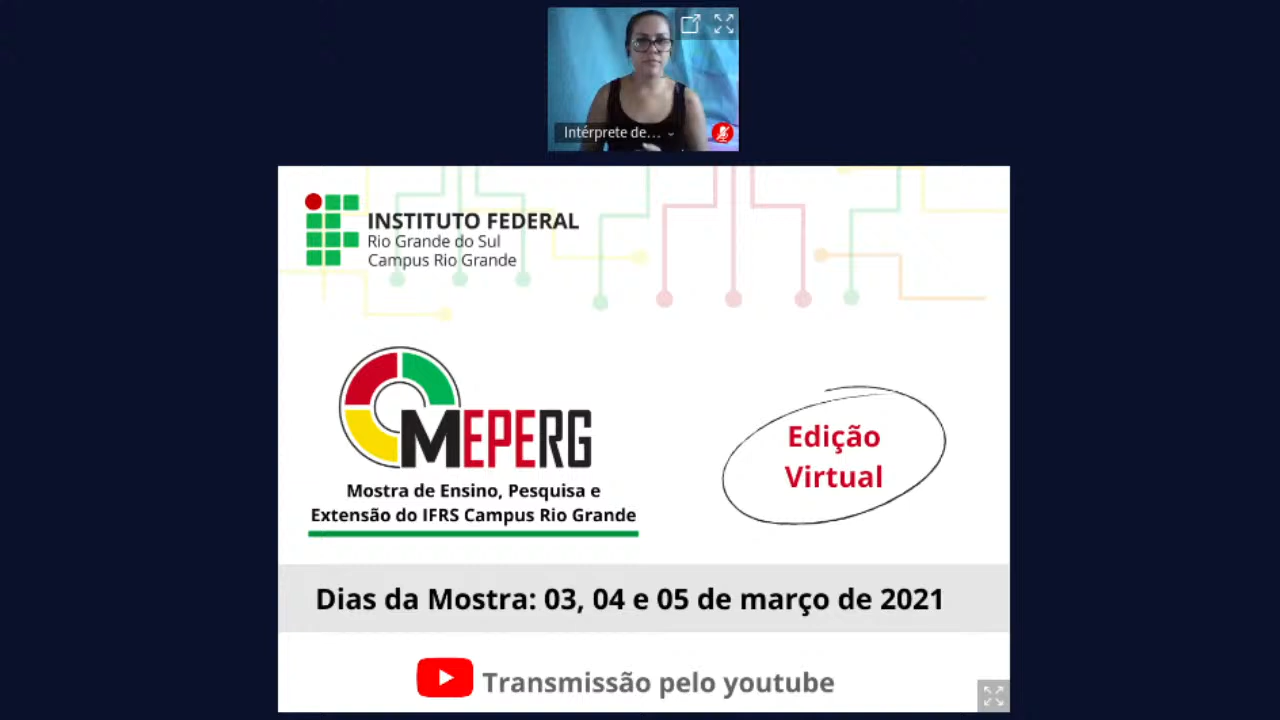 Intérprete de...
INSTITUTO FEDERAL
Rio Grande do Sul
Campus Rio Grande
MEPERG
Mostra de Ensino, Pesquisa e
Extensão do IFRS Campus Rio Grande
Edição
Virtual
Dias da Mostra: 03, 04 e 05 de março de 2021
Transmissão pelo youtube